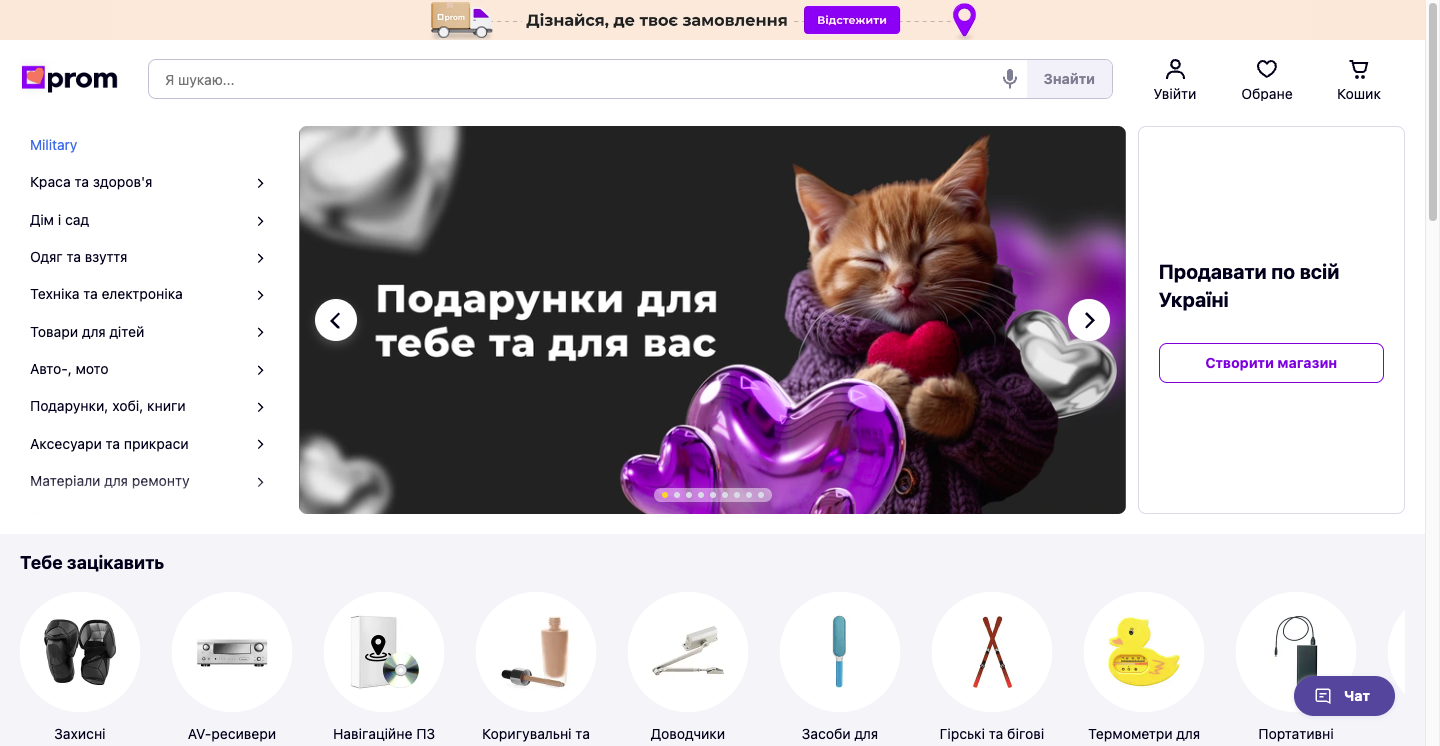 prom
Дізнайся, де твоє замовлення
Відстежити
prom
Я шукаю...
Знайти
Увійти
Обране
Кошик
Military
Краса та здоров'я
Дім і сад
Одяг та взуття
Техніка та електроніка
Товари для дітей
Авто-, мото
Подарунки, хобі, книги
Аксесуари та прикраси
Матеріали для ремонту
Подарунки для
тебе та для вас
Продавати по всій
Україні
Створити магазин
Тебе зацікавить
Захисні
AV-ресивери
Навігаційне ПЗ
Коригувальні та
Доводчики
Засоби для
Гірські та бігові
Термометри для
Портативні
Чат